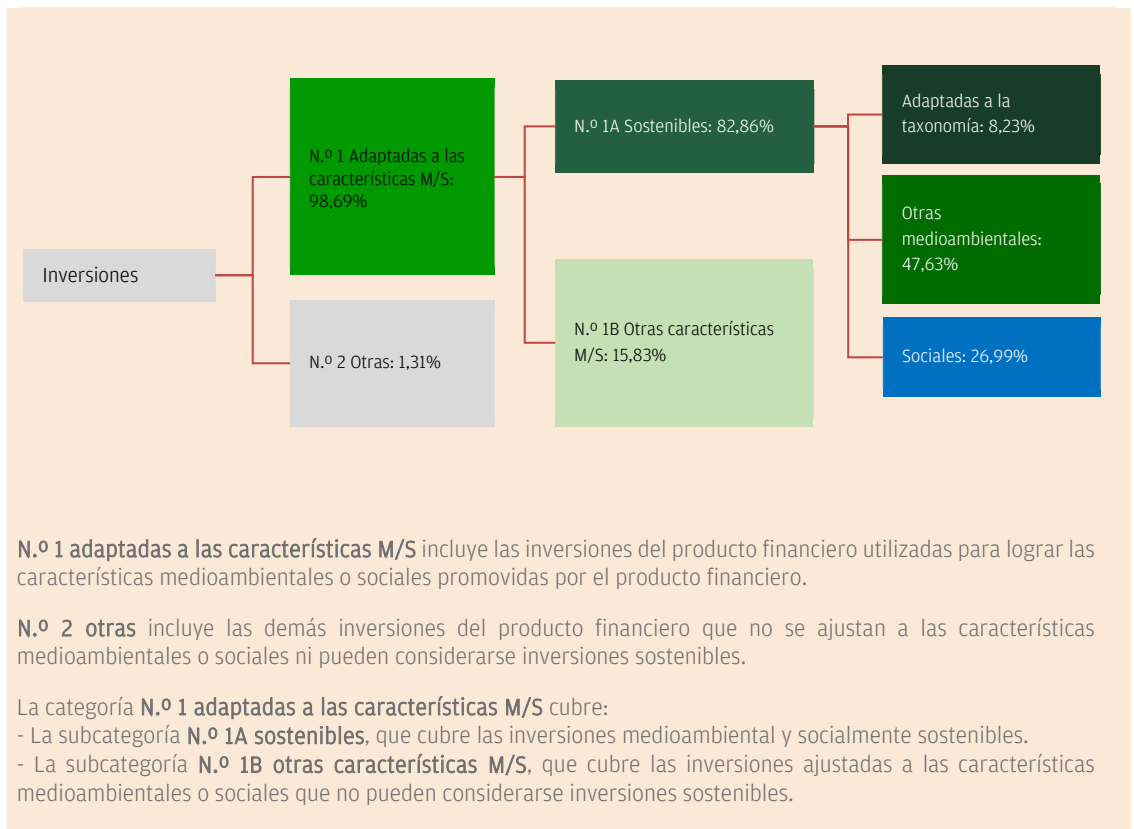 Inversiones
N.º 1 Adaptadas a las
características M/S:
98,69%
N.º 2 Otras: 1,31%
N.º 1A Sostenibles: 82,86%
N.º 1B Otras características
M/S: 15,83%
Adaptadas a la
taxonomía: 8,23%
Otras
medioambientales:
47,63%
Sociales: 26,99%
N.º 1 adaptadas a las características M/S incluye las inversiones del producto financiero utilizadas para lograr las
características medioambientales o sociales promovidas por el producto financiero.
N.º 2 otras incluye las demás inversiones del producto financiero que no se ajustan a las características
medioambientales o sociales ni pueden considerarse inversiones sostenibles.
La categoría N.º 1 adaptadas a las características M/S cubre:
- La subcategoría N.º 1A sostenibles, que cubre las inversiones medioambiental y socialmente sostenibles.
- La subcategoría N.º 1B otras características M/S, que cubre las inversiones ajustadas a las características
medioambientales o sociales que no pueden considerarse inversiones sostenibles.